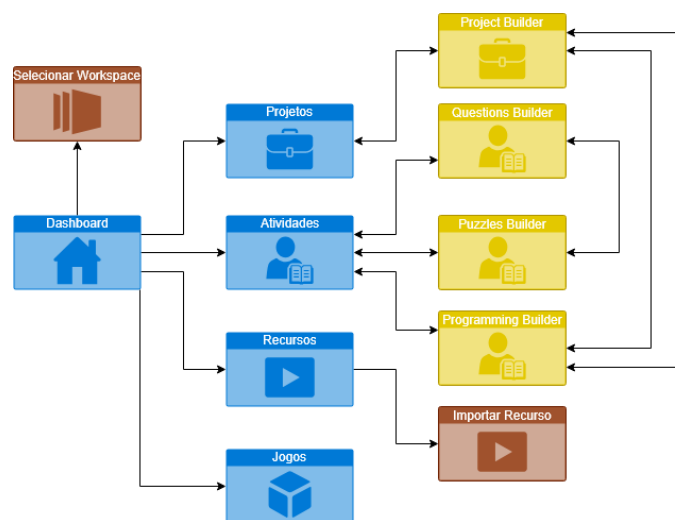 Project Builder
Selecionar Workspace
Projetos
Questions Builder
Dashboard
Atividades
Puzzles Builder
Programming Builder
Recursos
Importar Recurso
Jogos